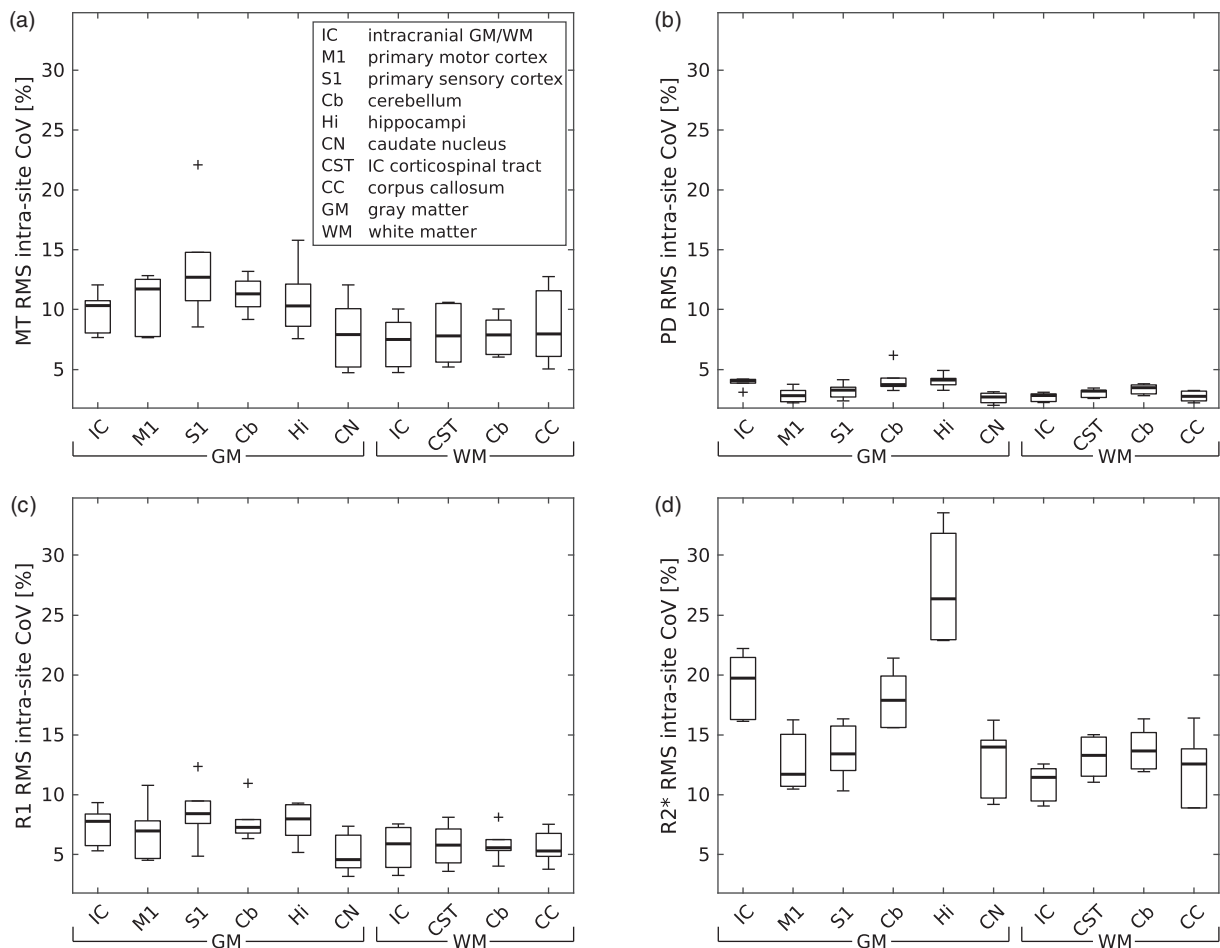 (a)
MT RMS intra-site CoV [%]
30
25
20
15
10
5
IC intracranial GM/WM
M1 primary motor cortex
S1 primary sensory cortex
Cb cerebellum
Hi hippocampi
CN caudate nucleus
CST IC corticospinal tract
CC corpus callosum
GM gray matter
WM white matter
IC M1 S1 Cb Hi CN IC CST Cb CC
GM WM
(b)
PD RMS intra-site CoV [%]
30
25
20
15
10
5
IC M1 S1 Cb Hi CN IC CST Cb CC
GM WM
(c)
R1 RMS intra-site CoV [%]
30
25
20
15
10
5
IC M1 S1 Cb Hi CN IC CST Cb CC
GM WM
(d)
R2* RMS intra-site CoV [%]
30
25
20
15
10
5
IC M1 S1 Cb Hi CN IC CST Cb CC
GM WM